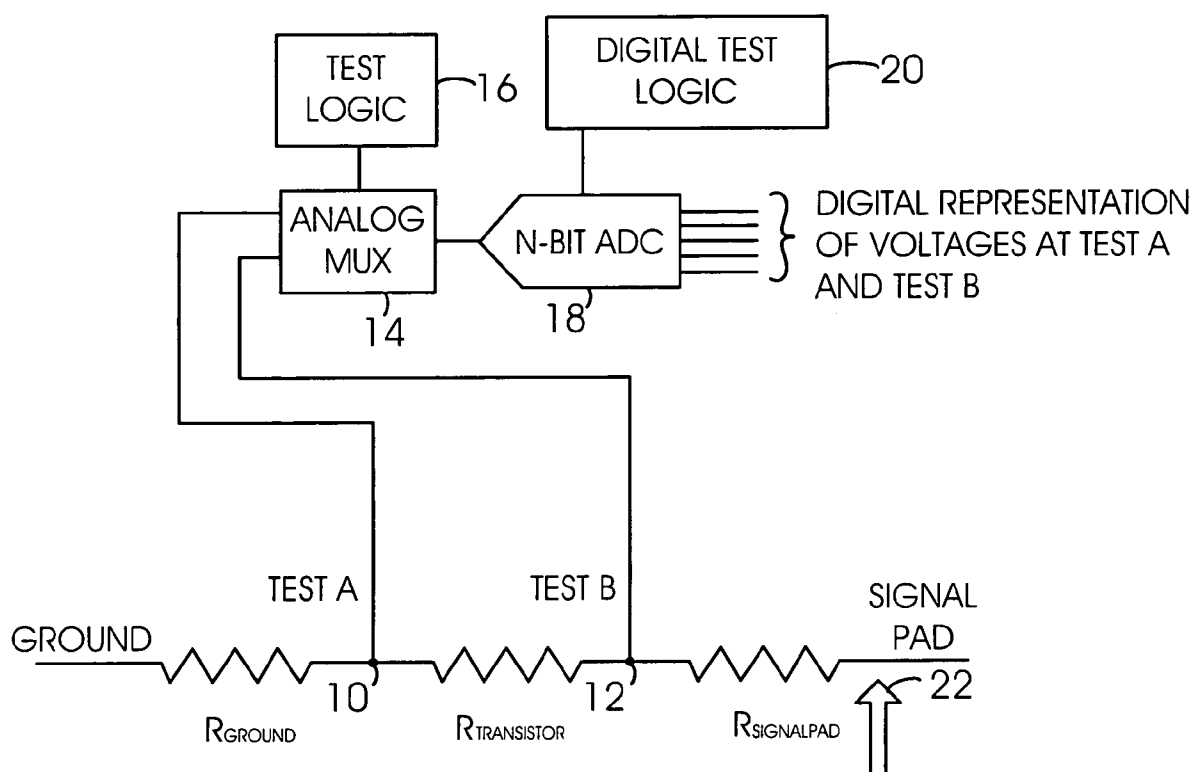 TEST
LOGIC
16
DIGITAL TEST
LOGIC
20
ANALOG
MUX
14
N-BIT ADC
18
DIGITAL REPRESENTATION
OF VOLTAGES AT TEST A
AND TEST B
TEST A
TEST B
SIGNAL
PAD
GROUND
10
12
22
RGROUND
RTRANSISTOR
RSIGNALPAD